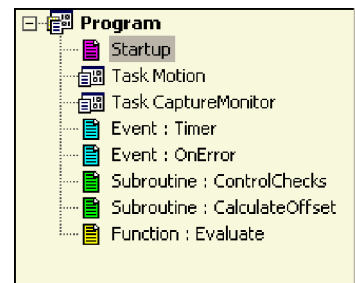 Program
Startup
Task Motion
Task CaptureMonitor
Event : Timer
Event : OnError
Subroutine : ControlChecks
Subroutine : CalculateOffset
Function : Evaluate